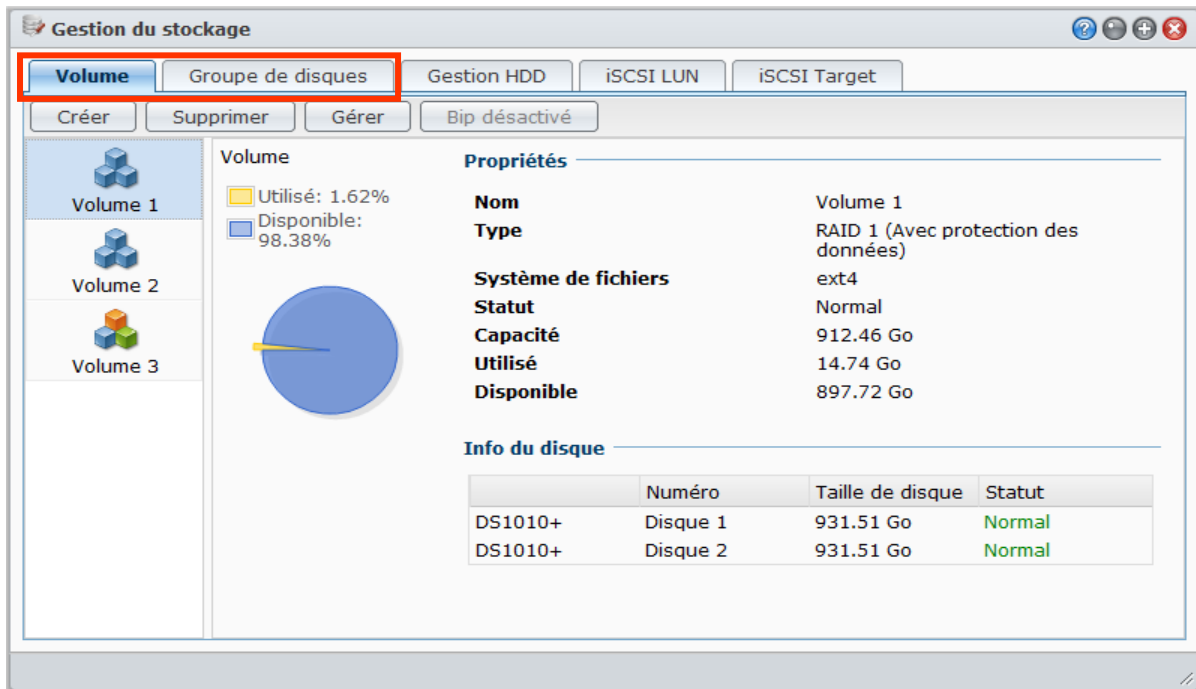 Gestion du stockage
Volume Groupe de disques Gestion HDD iSCSI LUN iSCSI Target
Créer Supprimer Gérer Bip désactivé
Volume 1
Volume 2
Volume 3
Volume
Utilisé: 1.62%
Disponible:
98.38%
Propriétés
Nom Volume 1
Type RAID 1 (Avec protection des
données)
Système de fichiers ext4
Statut Normal
Capacité 912.46 Go
Utilisé 14.74 Go
Disponible 897.72 Go
Info du disque
Numéro Taille de disque Statut
DS1010+ Disque 1 931.51 Go Normal
DS1010+ Disque 2 931.51 Go Normal